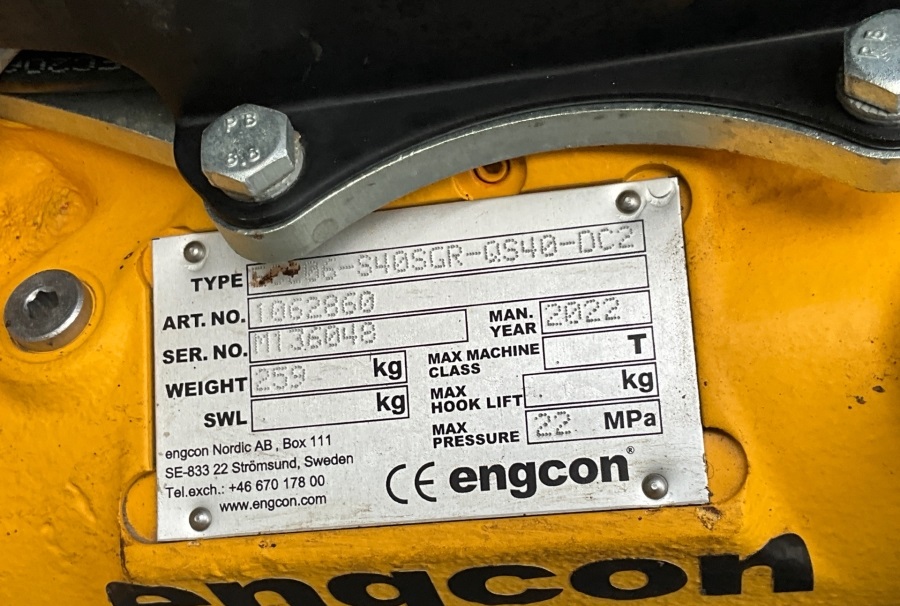 PB
8.8
PB
TYPE 06-S40SGR-QS40-DC2
ART. NO. 1062860
SER. NO. M136048
MAN. YEAR 2022
WEIGHT 259 kg
MAX MACHINE CLASS T
SWL kg
MAX HOOK LIFT kg
MAX PRESSURE 22 MPa
engcon Nordic AB , Box 111
SE-833 22 Strömsund, Sweden
Tel.exch.: +46 670 178 00
www.engcon.com
CE engcon®
engcon